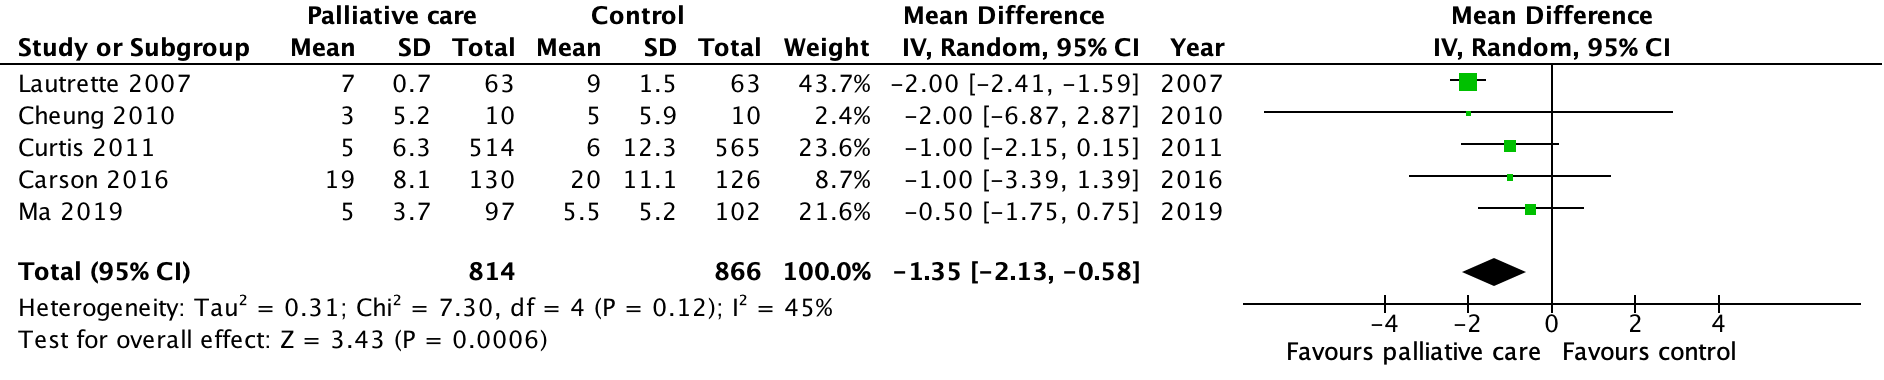 Palliative care Control Mean Difference Mean Difference
Study or Subgroup Mean SD Total Mean SD Total Weight IV, Random, 95% CI Year IV, Random, 95% CI
Lautrette 2007 7 0.7 63 9 1.5 63 43.7% −2.00 [−2.41, −1.59] 2007
Cheung 2010 3 5.2 10 5 5.9 10 2.4% −2.00 [−6.87, 2.87] 2010
Curtis 2011 5 6.3 514 6 12.3 565 23.6% −1.00 [−2.15, 0.15] 2011
Carson 2016 19 8.1 130 20 11.1 126 8.7% −1.00 [−3.39, 1.39] 2016
Ma 2019 5 3.7 97 5.5 5.2 102 21.6% −0.50 [−1.75, 0.75] 2019
Total (95% CI) 814 866 100.0% −1.35 [−2.13, −0.58]
Heterogeneity: Tau² = 0.31; Chi² = 7.30, df = 4 (P = 0.12); I² = 45%
Test for overall effect: Z = 3.43 (P = 0.0006)
−4 −2 0 2 4
Favours palliative care Favours control